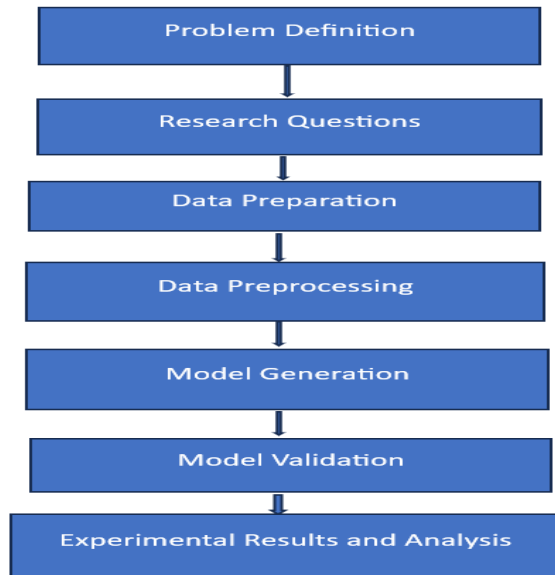 Problem Definition
Research Questions
Data Preparation
Data Preprocessing
Model Generation
Model Validation
Experimental Results and Analysis